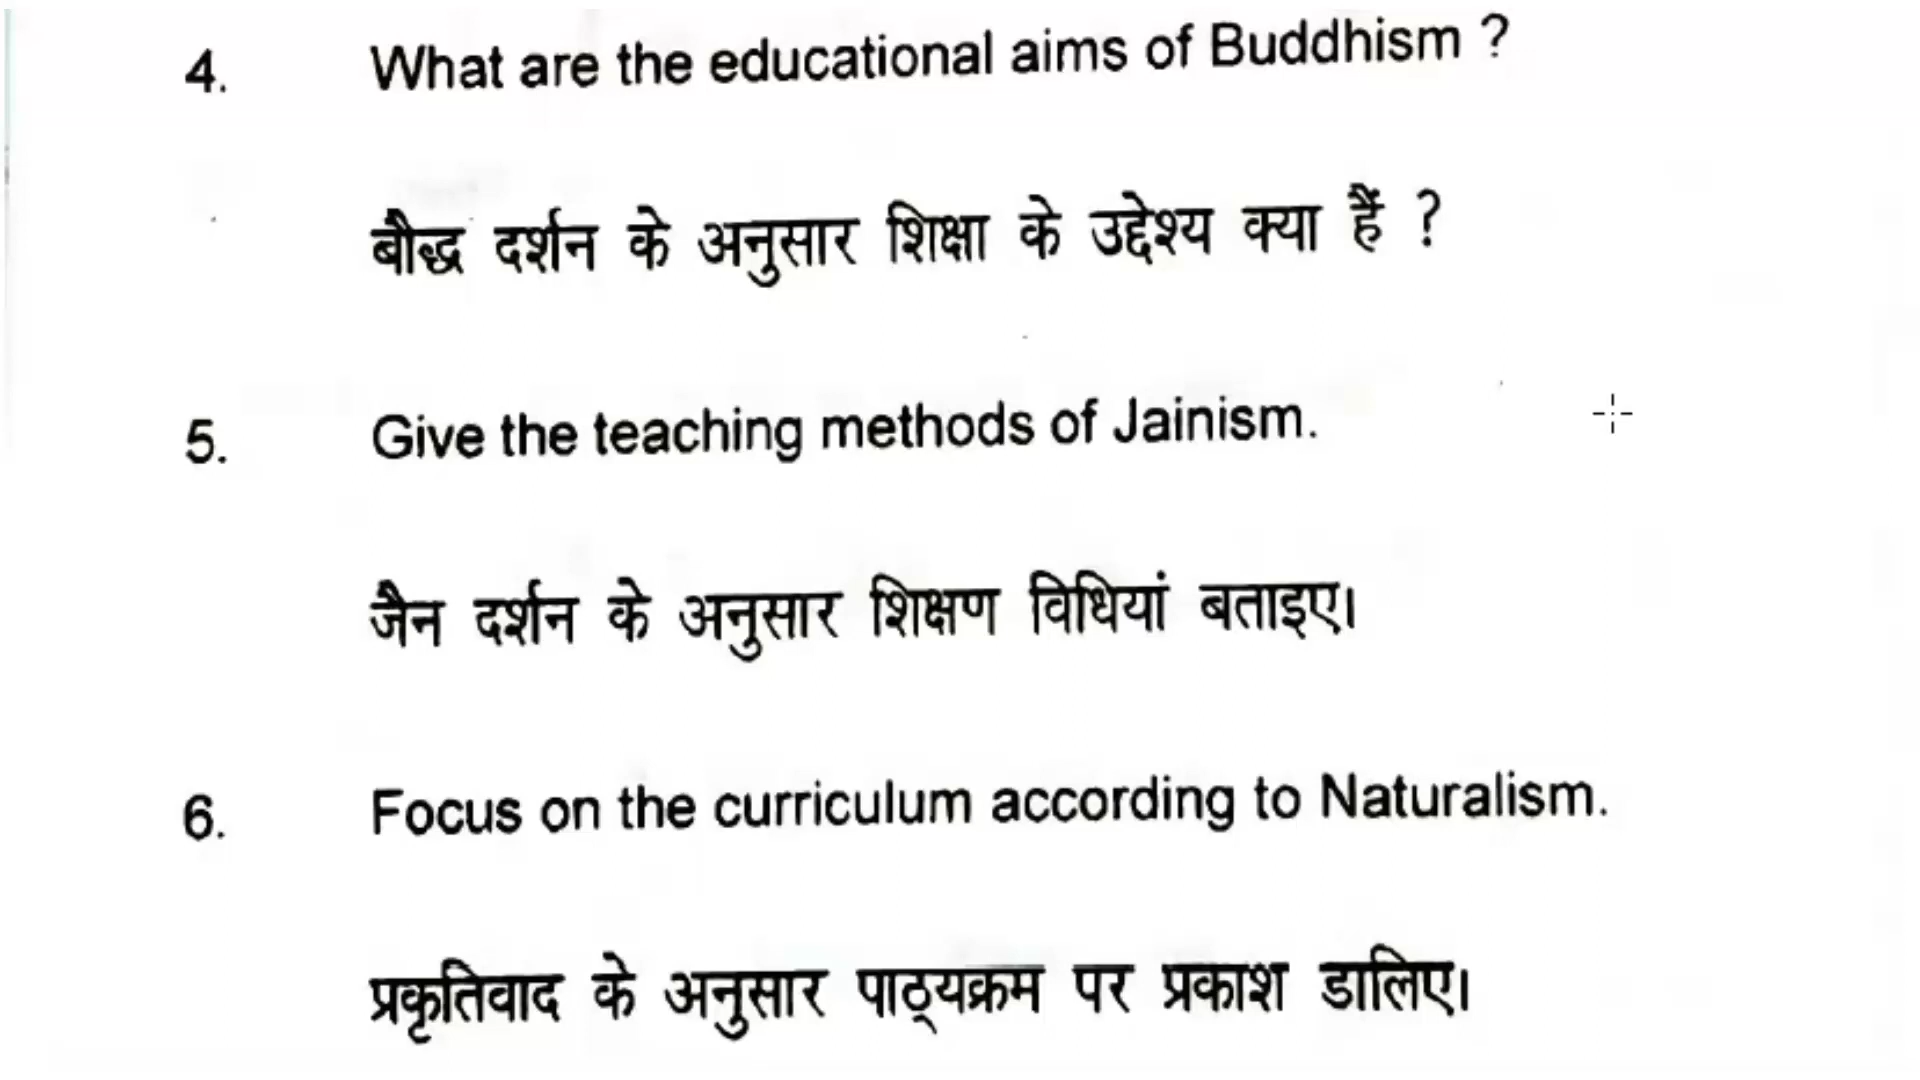 4. What are the educational aims of Buddhism ?
बौद्ध दर्शन के अनुसार शिक्षा के उद्देश्य क्या हैं ?
5. Give the teaching methods of Jainism.
जैन दर्शन के अनुसार शिक्षण विधियां बताइए।
6. Focus on the curriculum according to Naturalism.
प्रकृतिवाद के अनुसार पाठ्यक्रम पर प्रकाश डालिए।